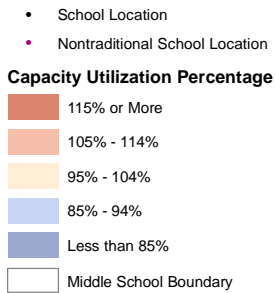 School Location
Nontraditional School Location
Capacity Utilization Percentage
115% or More
105% - 114%
95% - 104%
85% - 94%
Less than 85%
Middle School Boundary